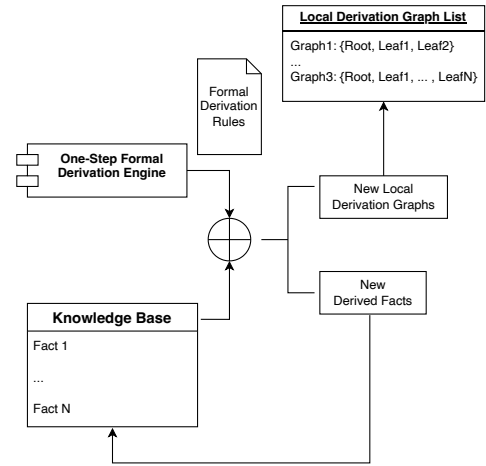 Local Derivation Graph List
Graph1: {Root, Leaf1, Leaf2}
...
Graph3: {Root, Leaf1, ... , LeafN}
Formal
Derivation
Rules
One-Step Formal
Derivation Engine
New Local
Derivation Graphs
New
Derived Facts
Knowledge Base
Fact 1
...
Fact N